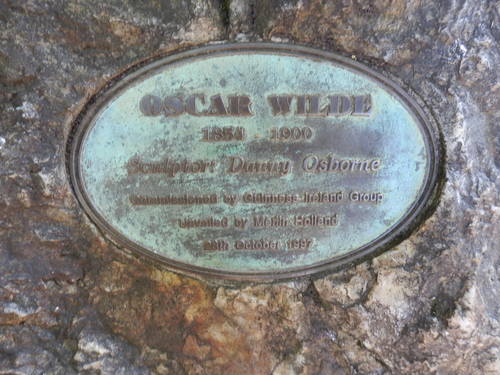 OSCAR WILDE
1854 - 1900
Sculptor: Danny Osborne
Commissioned by Guinness Ireland Group
Unveiled by Merlin Holland
28th October 1997